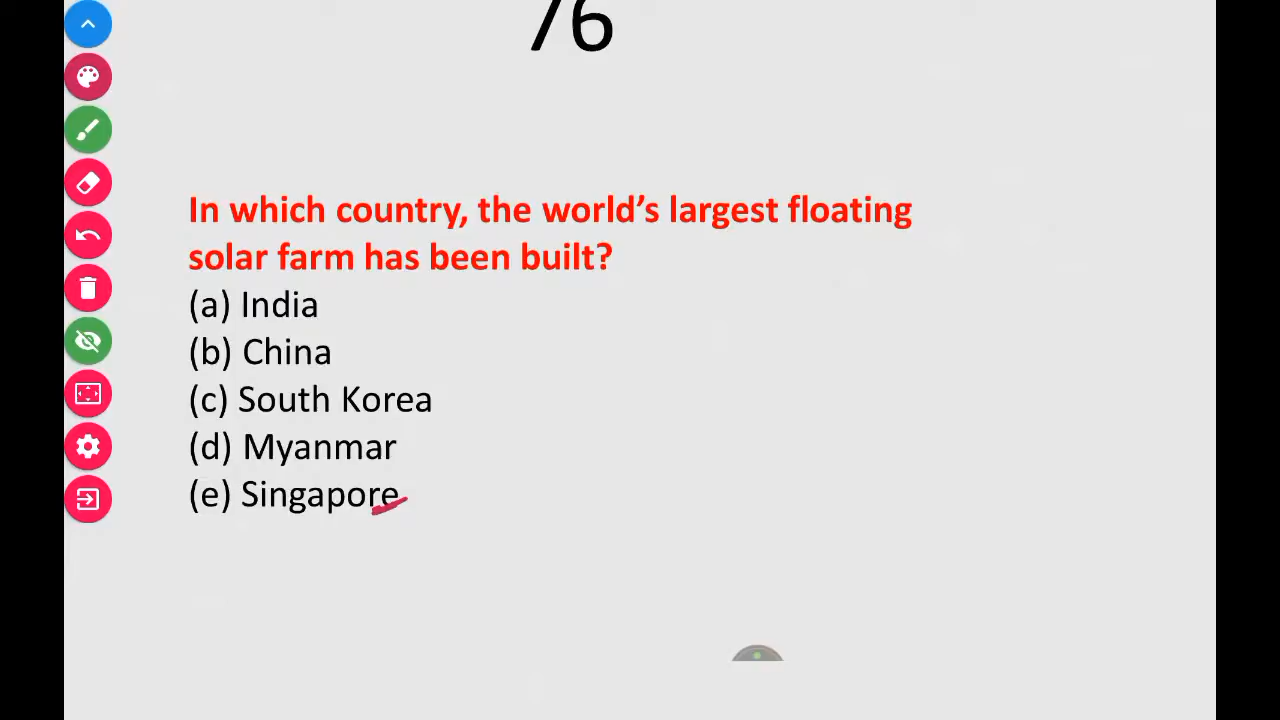 76
In which country, the world's largest floating
solar farm has been built?
(a) India
(b) China
(c) South Korea
(d) Myanmar
(e) Singapore